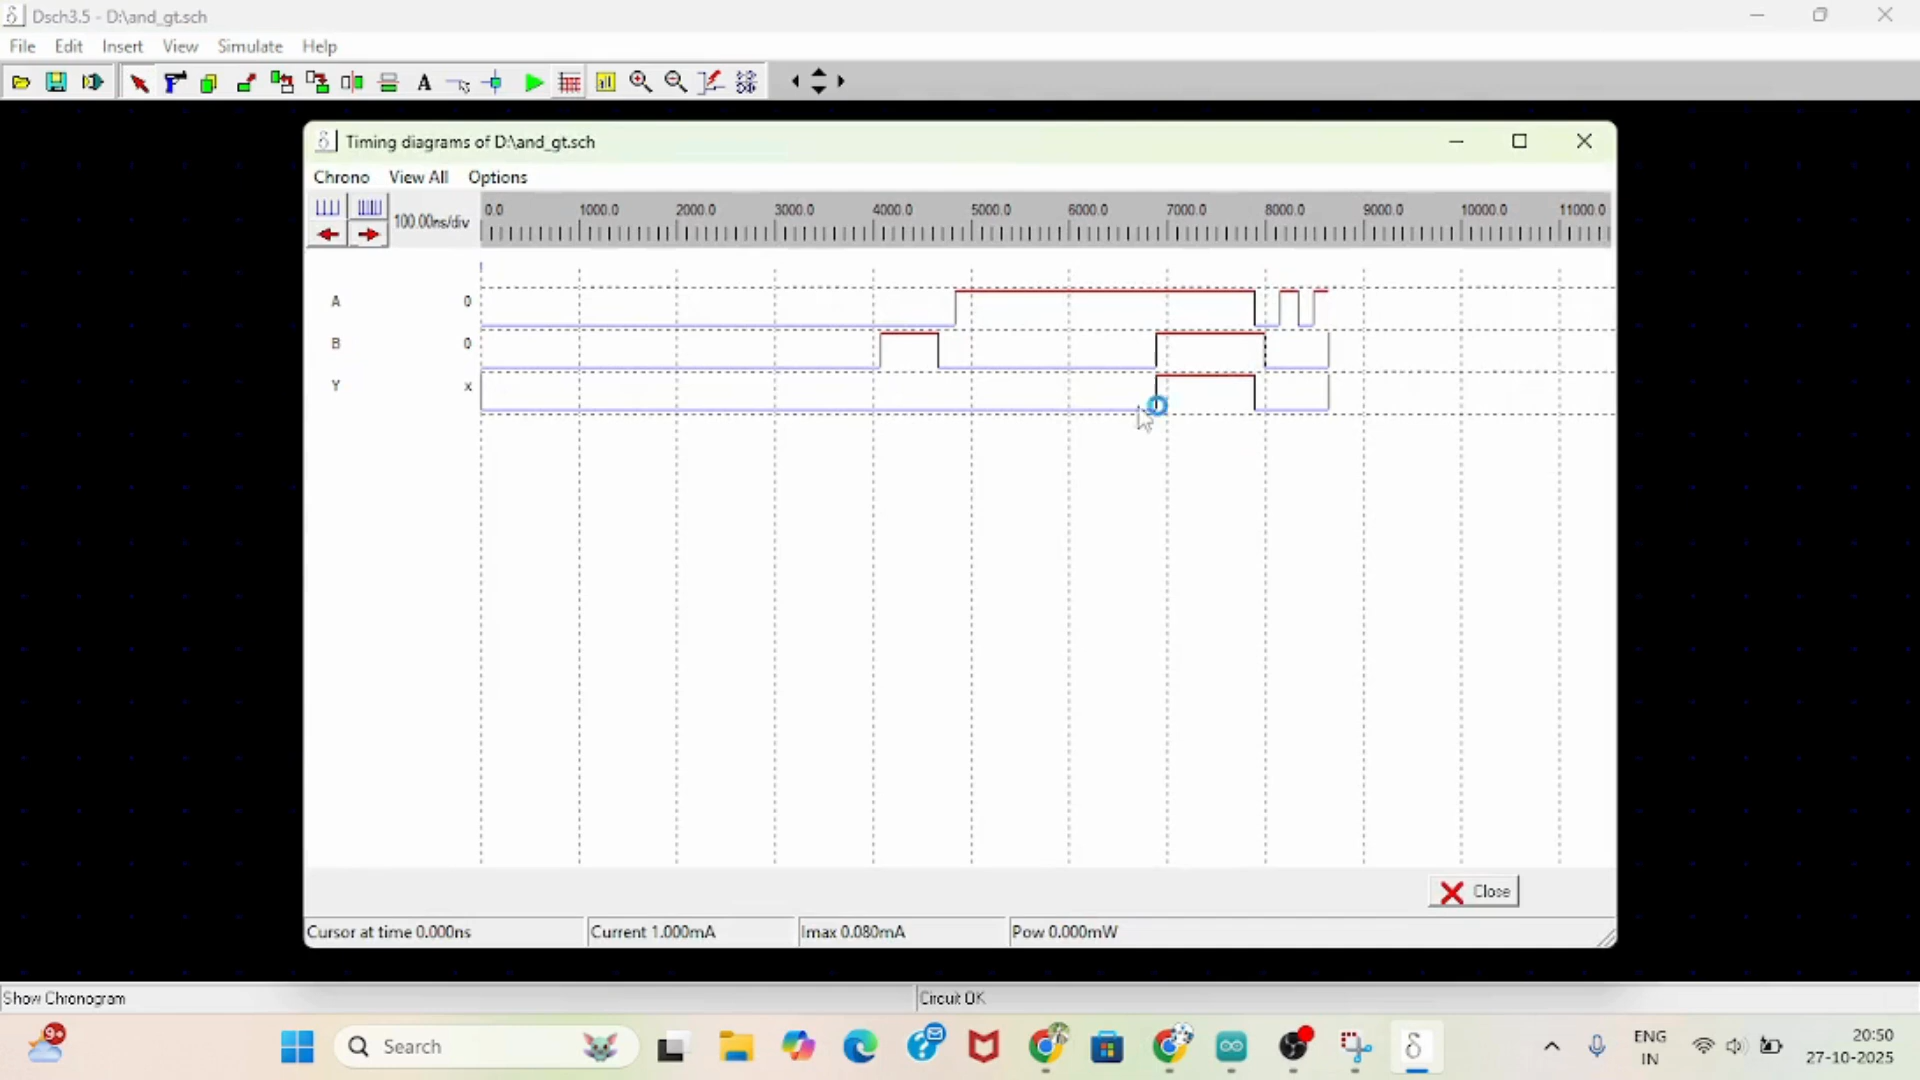 Dsch3.5 - D:\and_gt.sch
File Edit Insert View Simulate Help
A
Timing diagrams of D:\and_gt.sch
Chrono View All Options
100.00ns/div 0.0 1000.0 2000.0 3000.0 4000.0 5000.0 6000.0 7000.0 8000.0 9000.0 10000.0 11000.0
A 0
B 0
Y x
Close
Cursor at time 0.000ns Current 1.000mA Imax 0.080mA Pow 0.000mW
Show Chronogram Circuit OK
9+ Search ENG 20:50
IN 27-10-2025